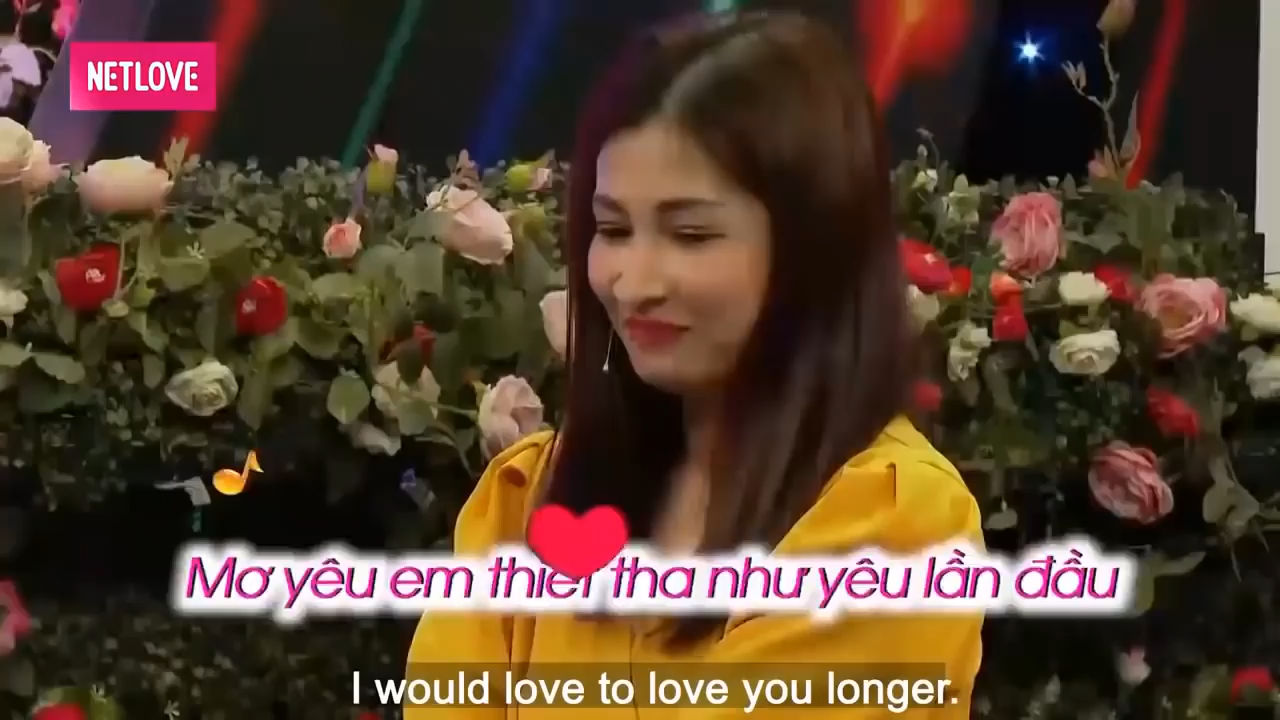 NETLOVE
Mơ yêu em thiết tha như yêu lần đầu
I would love to love you longer.